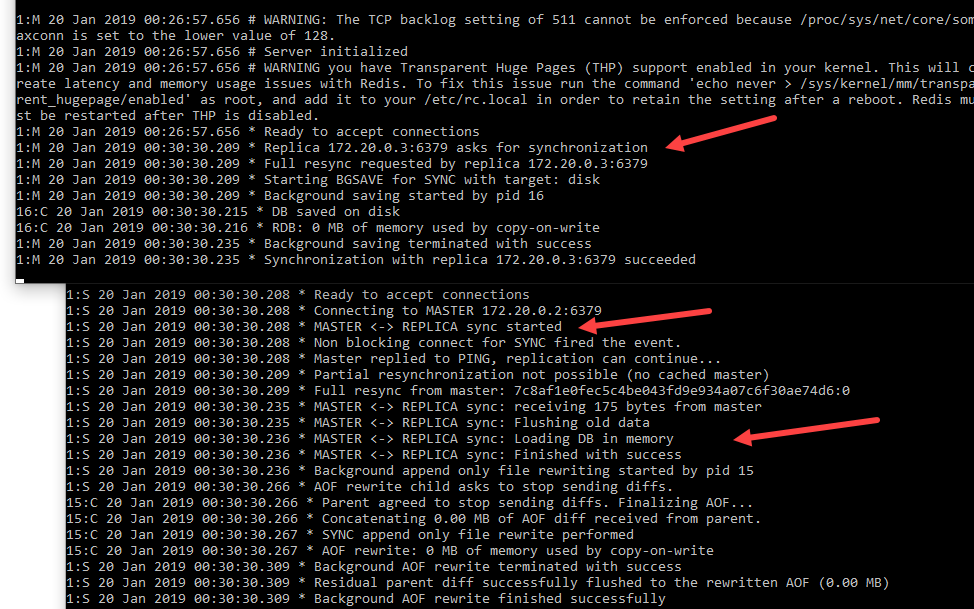 1:M 20 Jan 2019 00:26:57.656 # WARNING: The TCP backlog setting of 511 cannot be enforced because /proc/sys/net/core/som
axconn is set to the lower value of 128.
1:M 20 Jan 2019 00:26:57.656 # Server initialized
1:M 20 Jan 2019 00:26:57.656 # WARNING you have Transparent Huge Pages (THP) support enabled in your kernel. This will c
reate latency and memory usage issues with Redis. To fix this issue run the command 'echo never > /sys/kernel/mm/transpa
rent_hugepage/enabled' as root, and add it to your /etc/rc.local in order to retain the setting after a reboot. Redis mu
st be restarted after THP is disabled.
1:M 20 Jan 2019 00:26:57.656 * Ready to accept connections
1:M 20 Jan 2019 00:30:30.209 * Replica 172.20.0.3:6379 asks for synchronization
1:M 20 Jan 2019 00:30:30.209 * Full resync requested by replica 172.20.0.3:6379
1:M 20 Jan 2019 00:30:30.209 * Starting BGSAVE for SYNC with target: disk
1:M 20 Jan 2019 00:30:30.209 * Background saving started by pid 16
16:C 20 Jan 2019 00:30:30.215 * DB saved on disk
16:C 20 Jan 2019 00:30:30.216 * RDB: 0 MB of memory used by copy-on-write
1:M 20 Jan 2019 00:30:30.235 * Background saving terminated with success
1:M 20 Jan 2019 00:30:30.235 * Synchronization with replica 172.20.0.3:6379 succeeded
1:S 20 Jan 2019 00:30:30.208 * Ready to accept connections
1:S 20 Jan 2019 00:30:30.208 * Connecting to MASTER 172.20.0.2:6379
1:S 20 Jan 2019 00:30:30.208 * MASTER <-> REPLICA sync started
1:S 20 Jan 2019 00:30:30.208 * Non blocking connect for SYNC fired the event.
1:S 20 Jan 2019 00:30:30.208 * Master replied to PING, replication can continue...
1:S 20 Jan 2019 00:30:30.209 * Partial resynchronization not possible (no cached master)
1:S 20 Jan 2019 00:30:30.209 * Full resync from master: 7c8af1e0fec5c4be043fd9e934a07c6f30ae74d6:0
1:S 20 Jan 2019 00:30:30.235 * MASTER <-> REPLICA sync: receiving 175 bytes from master
1:S 20 Jan 2019 00:30:30.235 * MASTER <-> REPLICA sync: Flushing old data
1:S 20 Jan 2019 00:30:30.236 * MASTER <-> REPLICA sync: Loading DB in memory
1:S 20 Jan 2019 00:30:30.236 * MASTER <-> REPLICA sync: Finished with success
1:S 20 Jan 2019 00:30:30.236 * Background append only file rewriting started by pid 15
1:S 20 Jan 2019 00:30:30.266 * AOF rewrite child asks to stop sending diffs.
15:C 20 Jan 2019 00:30:30.266 * Parent agreed to stop sending diffs. Finalizing AOF...
15:C 20 Jan 2019 00:30:30.266 * Concatenating 0.00 MB of AOF diff received from parent.
15:C 20 Jan 2019 00:30:30.267 * SYNC append only file rewrite performed
15:C 20 Jan 2019 00:30:30.267 * AOF rewrite: 0 MB of memory used by copy-on-write
1:S 20 Jan 2019 00:30:30.309 * Background AOF rewrite terminated with success
1:S 20 Jan 2019 00:30:30.309 * Residual parent diff successfully flushed to the rewritten AOF (0.00 MB)
1:S 20 Jan 2019 00:30:30.309 * Background AOF rewrite finished successfully